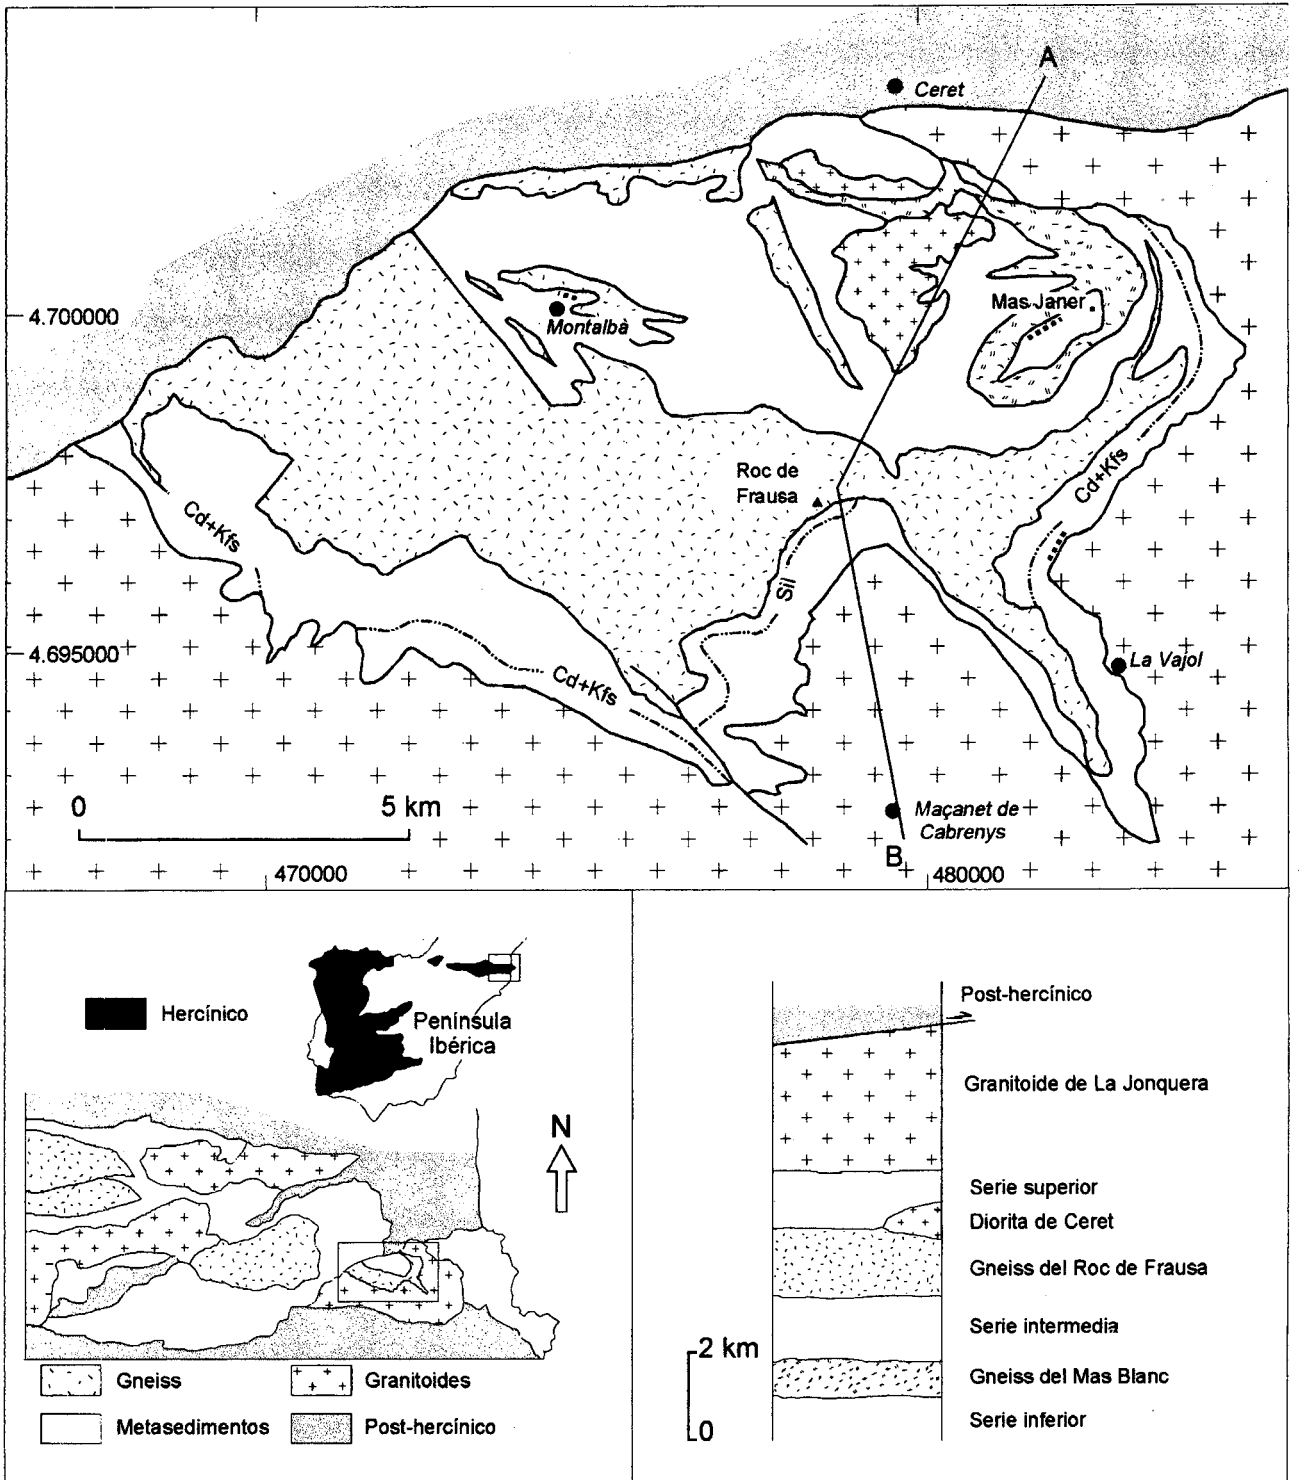 A
Ceret
4.700000
Montalbà
Mas Janer
Roc de
Frausa
Cd+Kfs
Cd+Kfs
Sil
4.695000
Cd+Kfs
La Vajol
0 5 km
Maçanet de
Cabrenys
B
470000
480000
Hercínico
Península
Ibérica
N
Gneiss
Granitoides
Metasedimentos
Post-hercínico
Post-hercínico
Granitoide de La Jonquera
Serie superior
Diorita de Ceret
Gneiss del Roc de Frausa
Serie intermedia
2 km
Gneiss del Mas Blanc
0
Serie inferior